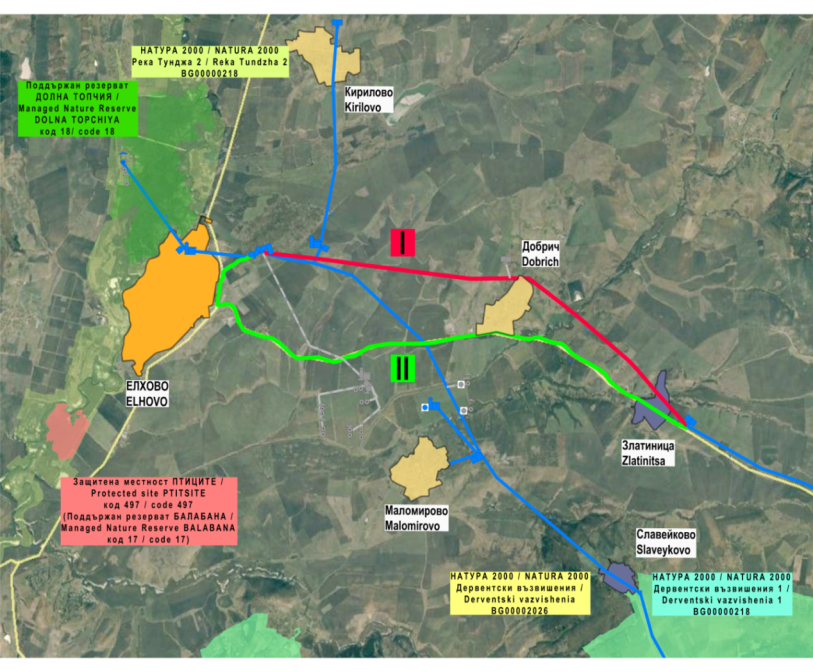 НАТУРА 2000 / NATURA 2000
Река Тунджа 2 / Reka Tundzha 2
BG00000218
Поддържан резерват
ДОЛНА ТОПЧИЯ /
Managed Nature Reserve
DOLNA TOPCHIYA
код 18/ code 18
Кирилово
Kirilovo
I
Добрич
Dobrich
II
ЕЛХОВО
ELHOVO
Златиница
Zlatinitsa
Защитена местност ПТИЦИТЕ /
Protected site PTITSITE
код 497 / code 497
(Поддържан резерват БАЛАБАНА /
Managed Nature Reserve BALABANA
код 17 / code 17)
Маломирово
Malomirovo
Славейково
Slaveykovo
НАТУРА 2000 / NATURA 2000
Дервентски възвишения /
Derventski vazvishenia
BG00002026
НАТУРА 2000 / NATURA 2000
Дервентски възвишения 1 /
Derventski vazvishenia 1
BG00000218